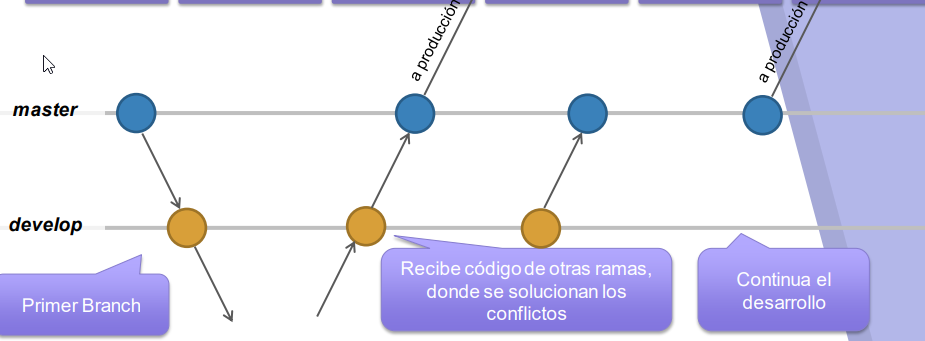 a producción
a producción
master
develop
Primer Branch
Recibe código de otras ramas,
donde se solucionan los
conflictos
Continua el
desarrollo